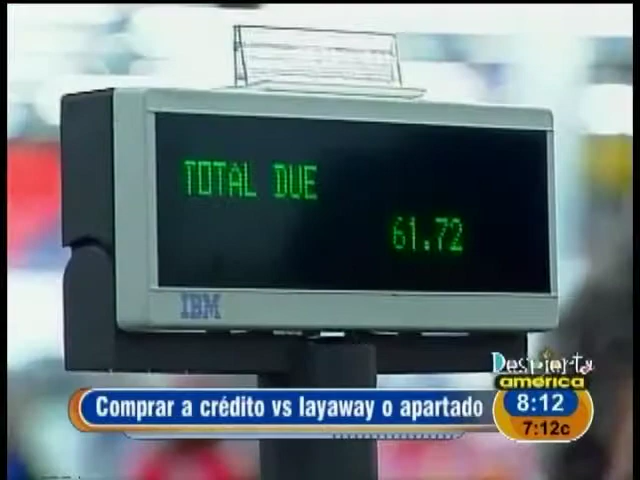 TOTAL DUE
61.72
IBM
Despierta
américa
Comprar a crédito vs layaway o apartado
8:12
7:12c